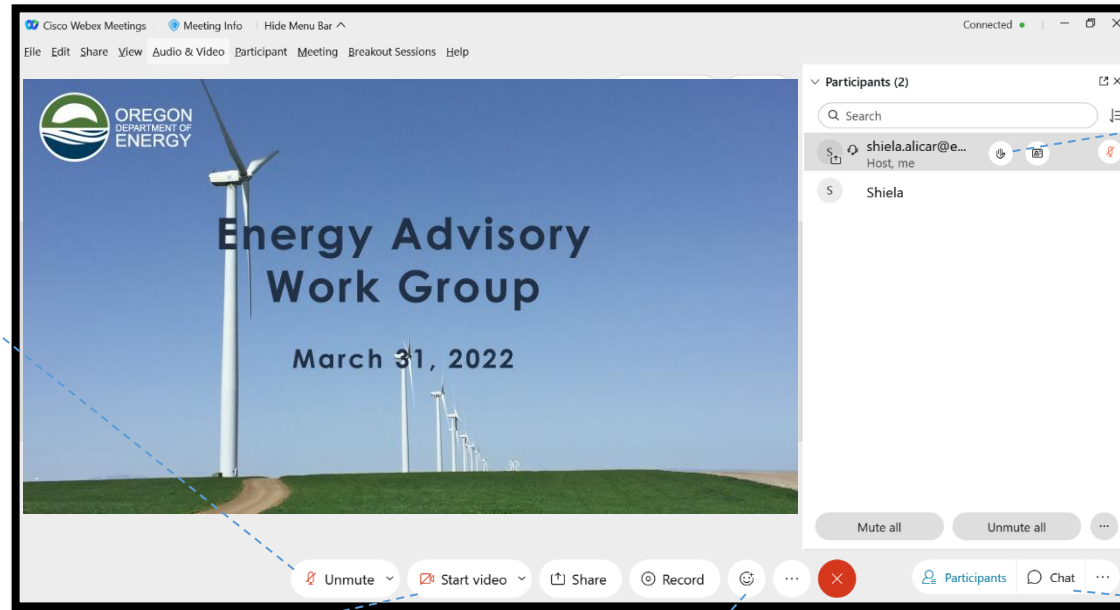 Cisco Webex Meetings Meeting Info Hide Menu Bar Connected
File Edit Share View Audio & Video Participant Meeting Breakout Sessions Help
OREGON
DEPARTMENT OF
ENERGY
Energy Advisory
Work Group
March 31, 2022
Participants (2)
Search
S shiela.alicar@e...
Host, me
S Shiela
Mute all Unmute all ...
Unmute Start video Share Record ... Participants Chat ...